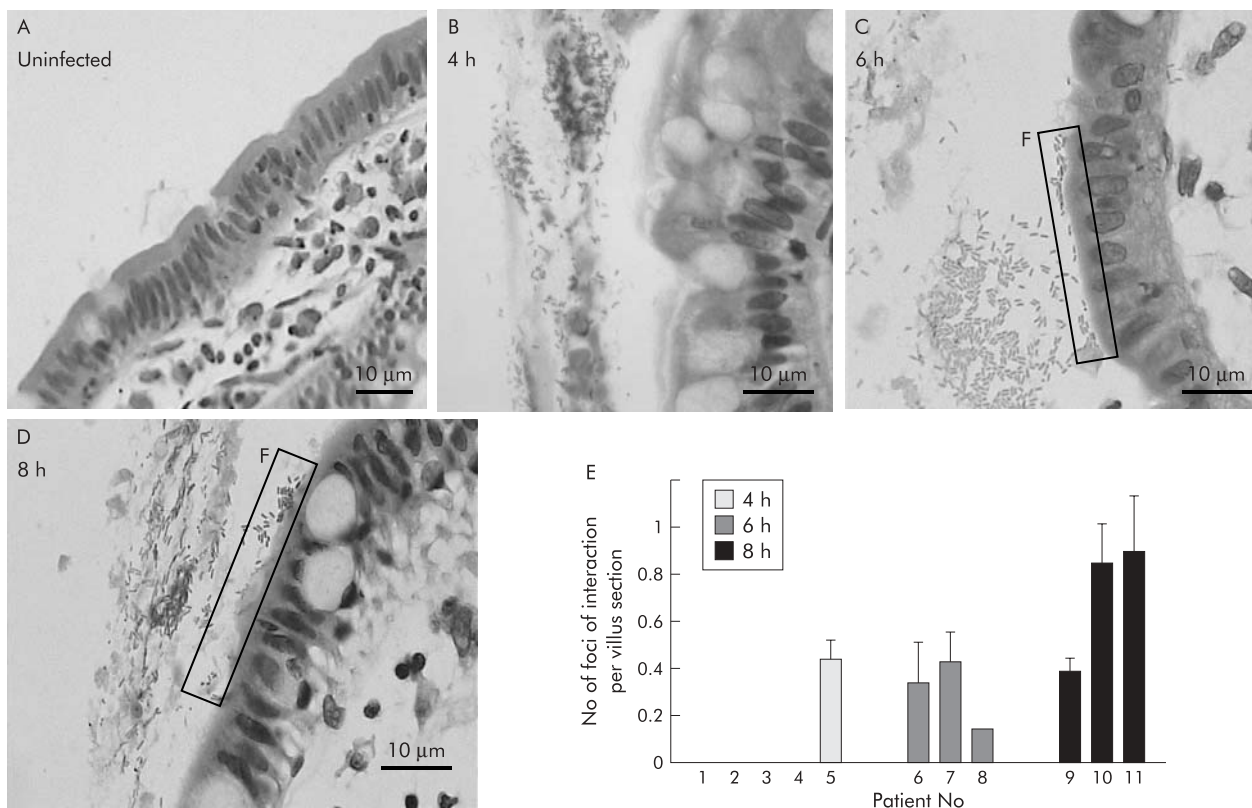 A
Uninfected
10 μm
B
4 h
10 μm
C
6 h
F
10 μm
D
8 h
F
10 μm
E
4 h
6 h
8 h
No of foci of interaction
per villus section
1
0.8
0.6
0.4
0.2
0
1 2 3 4 5 6 7 8 9 10 11
Patient No